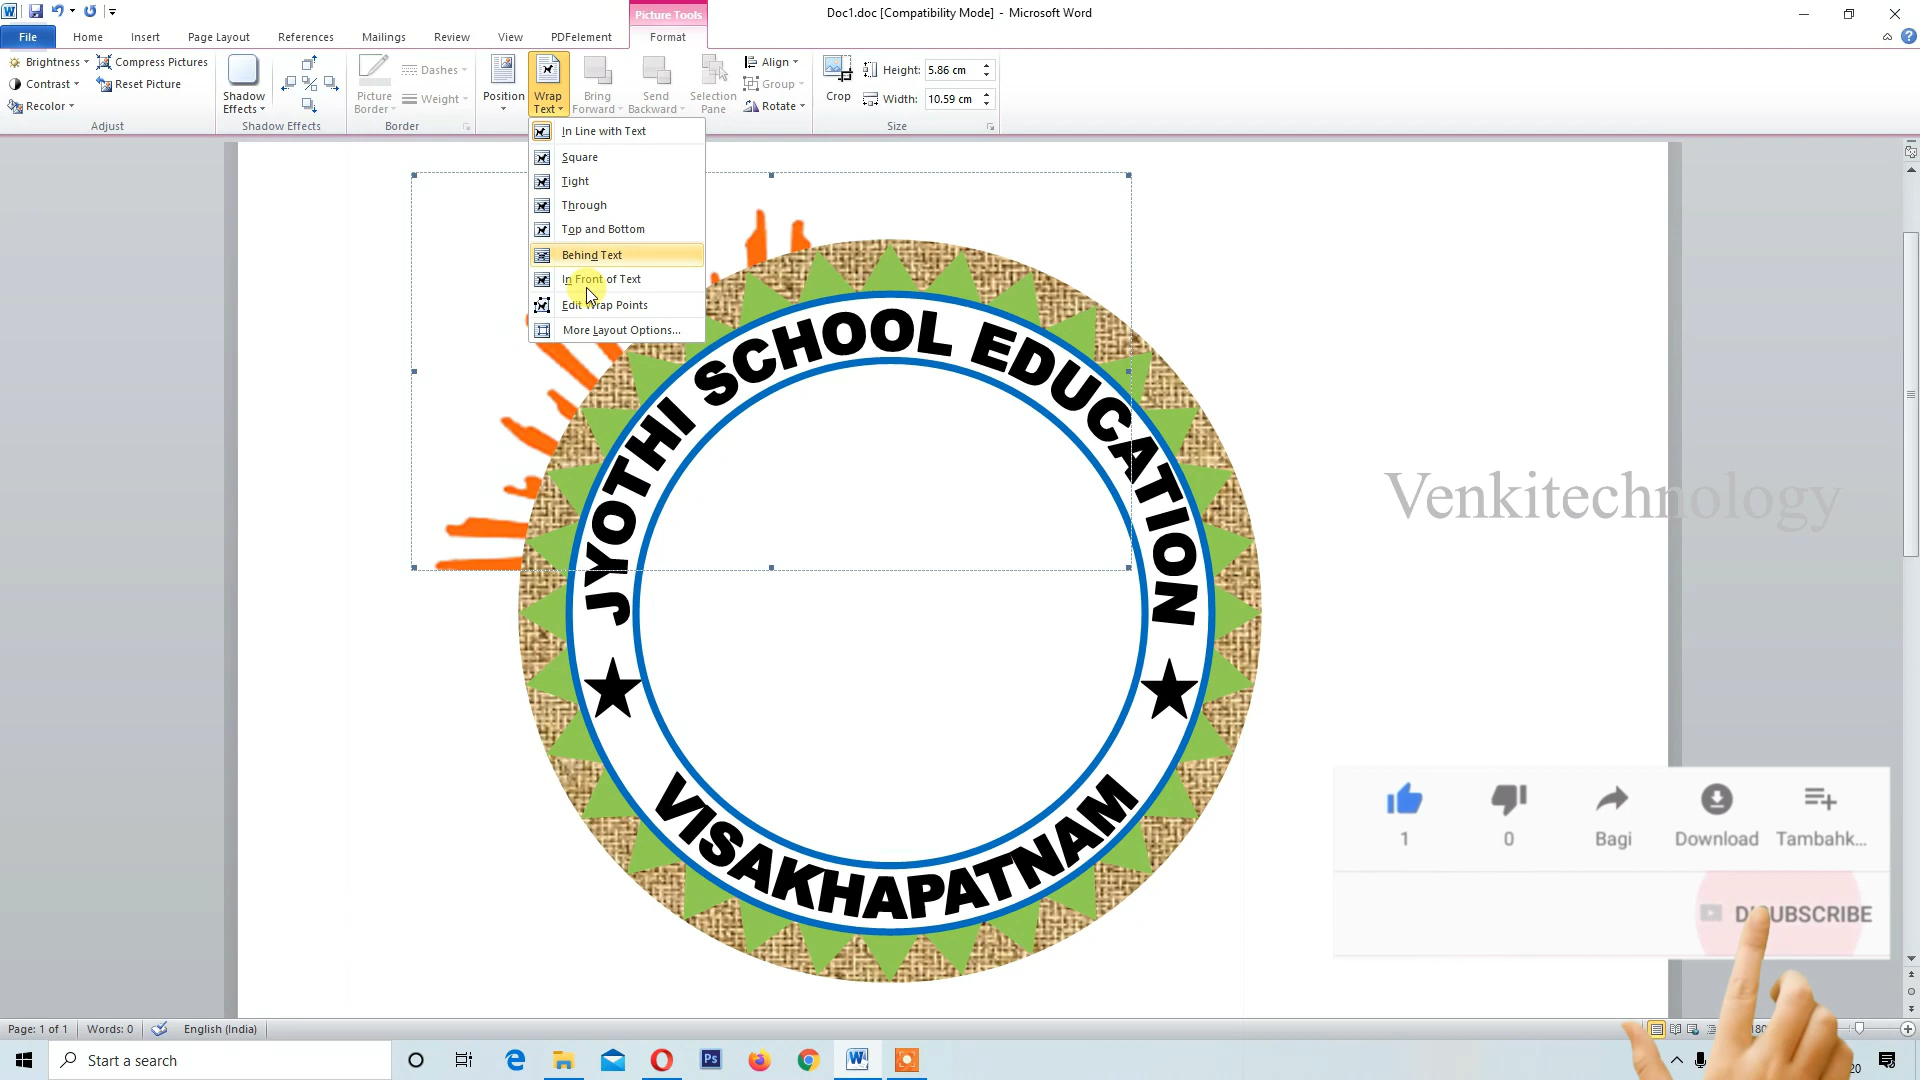 Picture Tools
Doc1.doc [Compatibility Mode] - Microsoft Word
File Home Insert Page Layout References Mailings Review View PDFelement Format
Brightness Compress Pictures
Contrast Reset Picture
Recolor
Adjust
Shadow Effects
Shadow Effects
Picture Border
Dashes
Weight
Border
Position
Wrap Text
Bring Forward
Send Backward
Selection Pane
Align
Group
Rotate
Crop
Height: 5.86 cm
Width: 10.59 cm
Size
In Line with Text
Square
Tight
Through
Top and Bottom
Behind Text
In Front of Text
Edit Wrap Points
More Layout Options...
JYOTHI SCHOOL EDUCATION
VISAKHAPATNAM
Venkitechnology
1 0 Bagi Download Tambahk...
UBSCRIBE
Page: 1 of 1 Words: 0 English (India)
Start a search
Ps